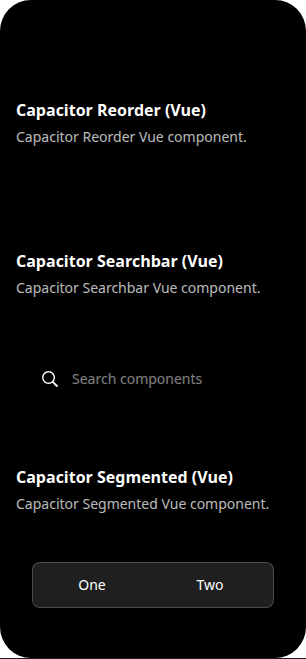 Capacitor Reorder (Vue)
Capacitor Reorder Vue component.
Capacitor Searchbar (Vue)
Capacitor Searchbar Vue component.
Search components
Capacitor Segmented (Vue)
Capacitor Segmented Vue component.
One Two